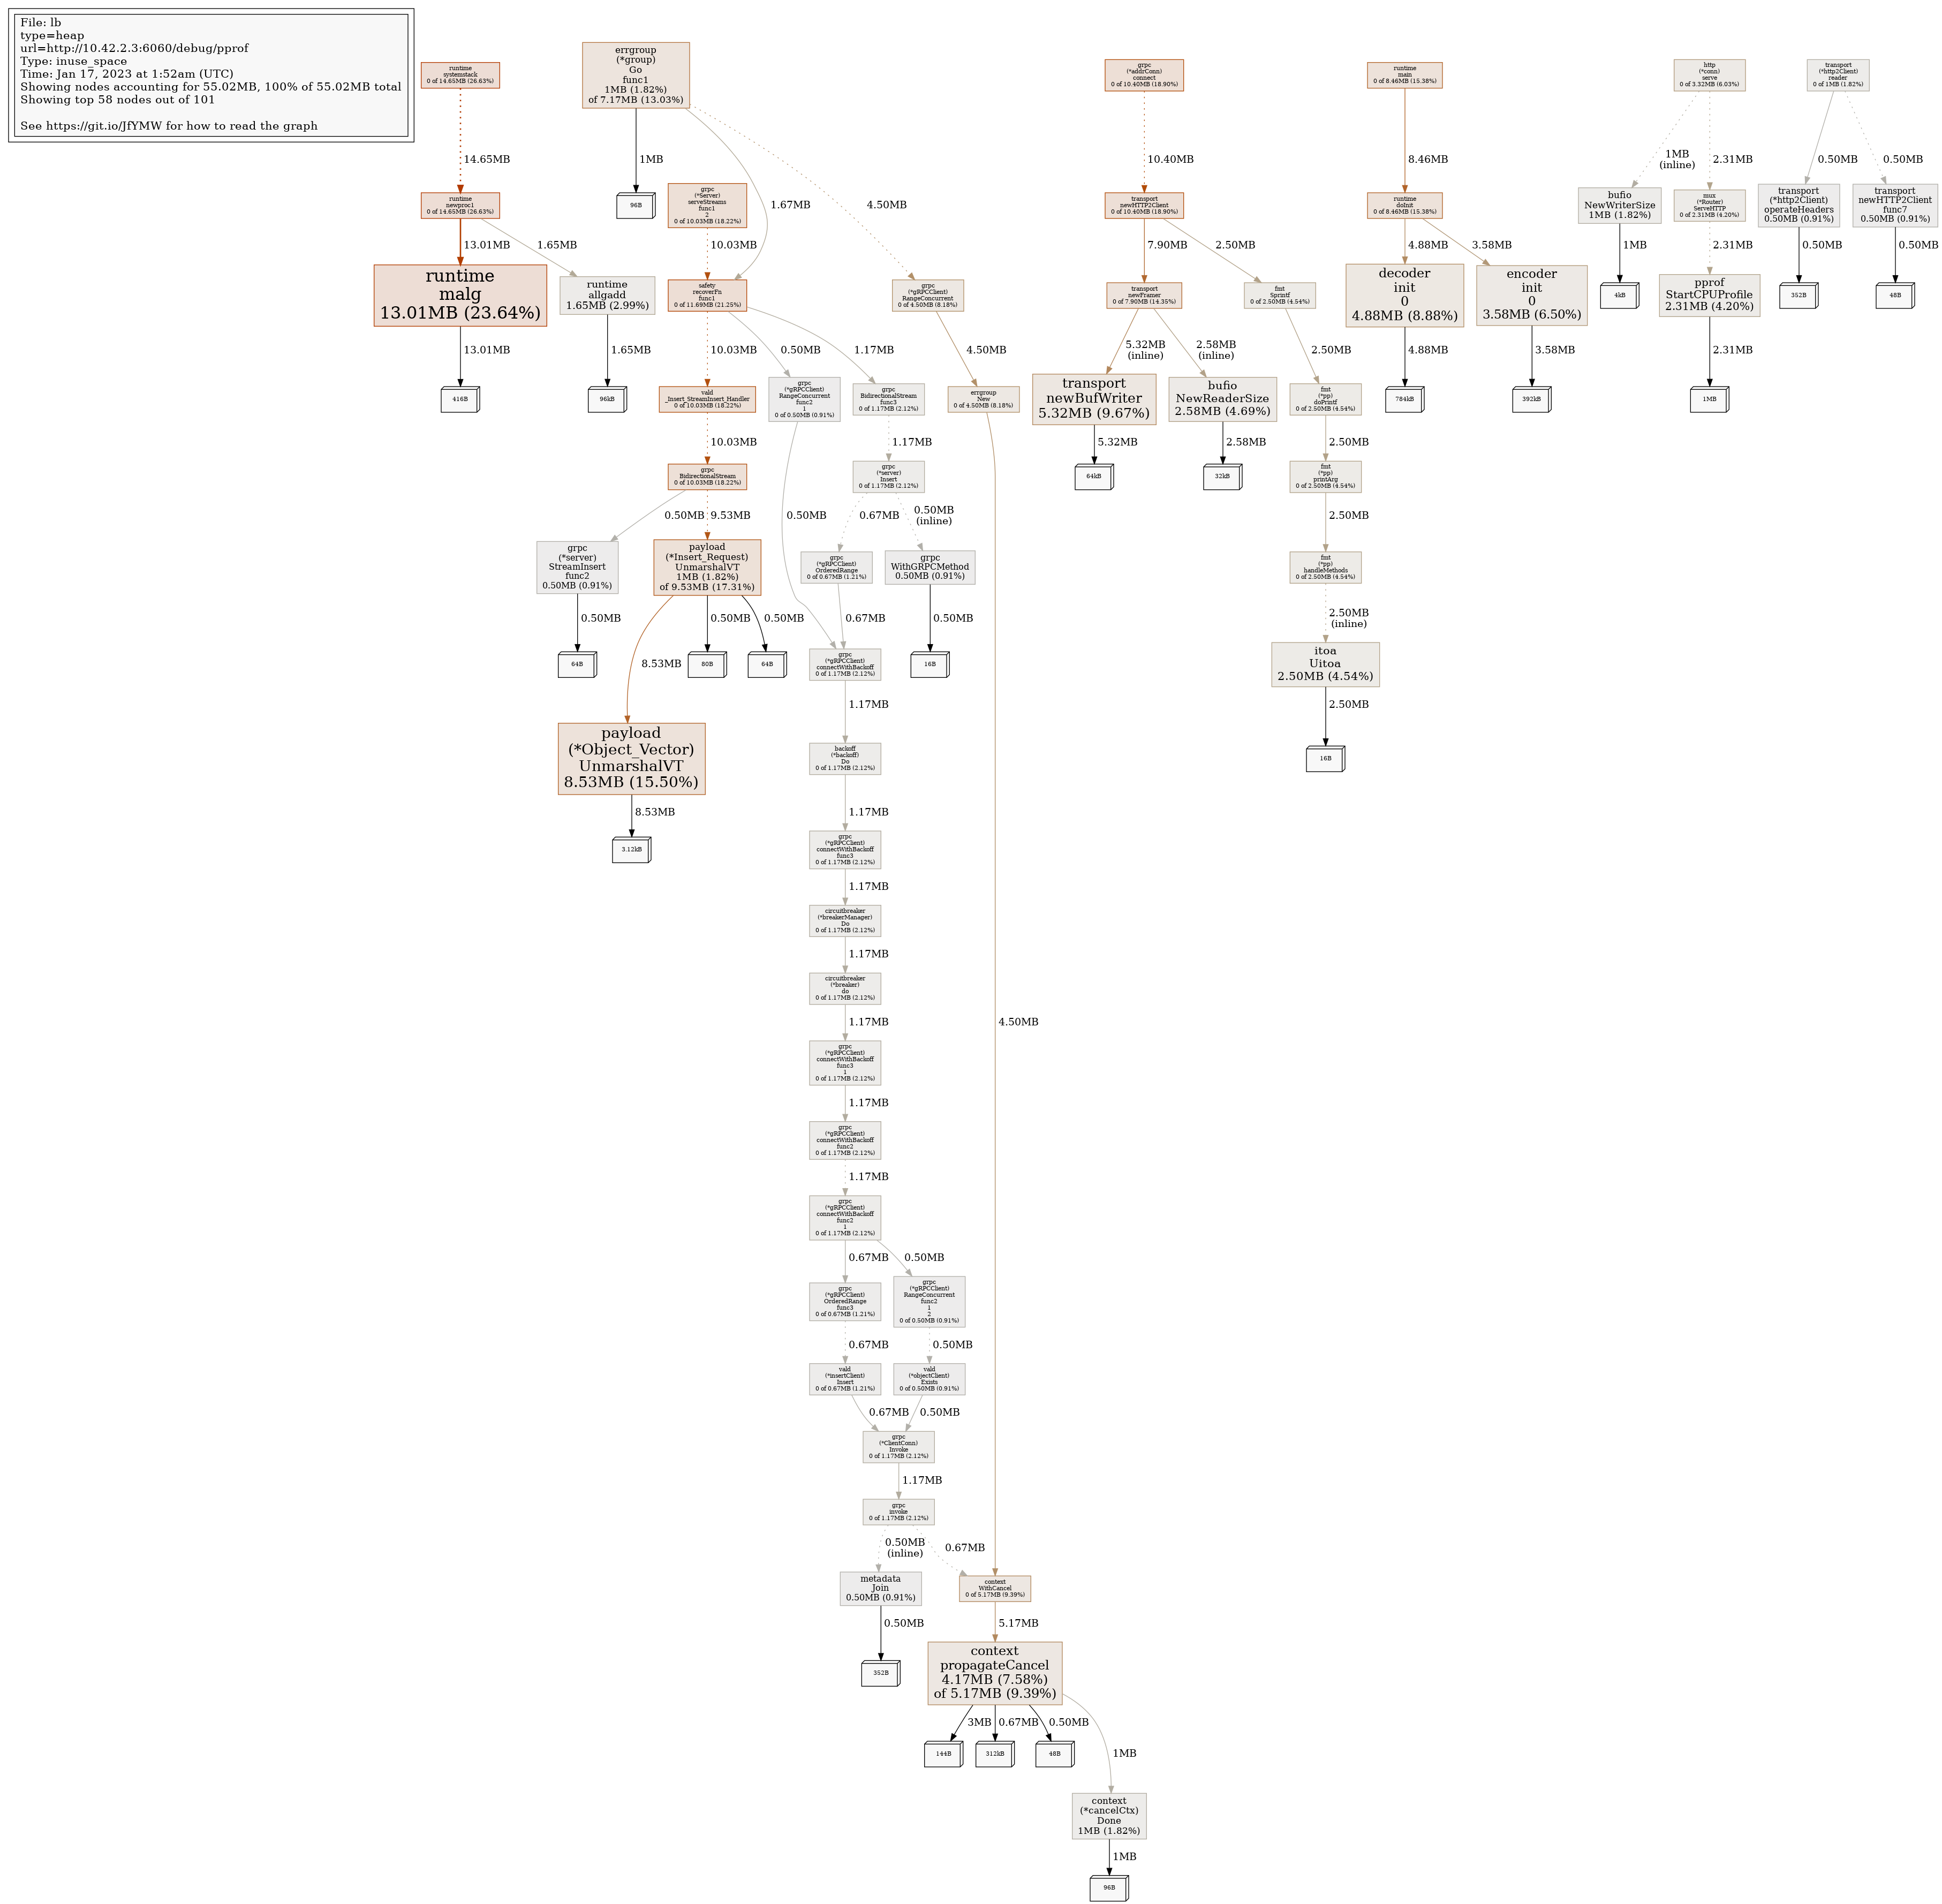 File: lb
type=heap
url=http://10.42.2.3:6060/debug/pprof
Type: inuse_space
Time: Jan 17, 2023 at 1:52am (UTC)
Showing nodes accounting for 55.02MB, 100% of 55.02MB total
Showing top 58 nodes out of 101
See https://git.io/JfYMW for how to read the graph
runtime
systemstack
0 of 14.65MB (26.63%)
14.65MB
runtime
newproc1
0 of 14.65MB (26.63%)
13.01MB
1.65MB
runtime
malg
13.01MB (23.64%)
13.01MB
416B
runtime
allgadd
1.65MB (2.99%)
1.65MB
96kB
errgroup
(*group)
Go
func1
1MB (1.82%)
of 7.17MB (13.03%)
1MB
96B
1.67MB
4.50MB
grpc
(*Server)
serveStreams
func1
2
0 of 10.03MB (18.22%)
10.03MB
safety
recoverFn
func1
0 of 11.69MB (21.25%)
10.03MB
0.50MB
1.17MB
vald
_Insert_StreamInsert_Handler
0 of 10.03MB (18.22%)
10.03MB
grpc
BidirectionalStream
0 of 10.03MB (18.22%)
0.50MB
9.53MB
grpc
(*server)
StreamInsert
func2
0.50MB (0.91%)
0.50MB
64B
payload
(*Insert_Request)
UnmarshalVT
1MB (1.82%)
of 9.53MB (17.31%)
8.53MB
0.50MB
80B
0.50MB
64B
payload
(*Object_Vector)
UnmarshalVT
8.53MB (15.50%)
8.53MB
3.12kB
grpc
(*gRPCClient)
RangeConcurrent
func2
1
0 of 0.50MB (0.91%)
0.50MB
grpc
BidirectionalStream
func3
0 of 1.17MB (2.12%)
1.17MB
grpc
(*server)
Insert
0 of 1.17MB (2.12%)
0.67MB
0.50MB
(inline)
grpc
(*gRPCClient)
OrderedRange
0 of 0.67MB (1.21%)
0.67MB
grpc
WithGRPCMethod
0.50MB (0.91%)
0.50MB
16B
grpc
(*gRPCClient)
connectWithBackoff
0 of 1.17MB (2.12%)
1.17MB
backoff
(*backoff)
Do
0 of 1.17MB (2.12%)
1.17MB
grpc
(*gRPCClient)
connectWithBackoff
func3
0 of 1.17MB (2.12%)
1.17MB
circuitbreaker
(*breakerManager)
Do
0 of 1.17MB (2.12%)
1.17MB
circuitbreaker
(*breaker)
do
0 of 1.17MB (2.12%)
1.17MB
grpc
(*gRPCClient)
connectWithBackoff
func3
1
0 of 1.17MB (2.12%)
1.17MB
grpc
(*gRPCClient)
connectWithBackoff
func2
0 of 1.17MB (2.12%)
1.17MB
grpc
(*gRPCClient)
connectWithBackoff
func2
1
0 of 1.17MB (2.12%)
0.67MB
0.50MB
grpc
(*gRPCClient)
OrderedRange
func3
0 of 0.67MB (1.21%)
0.67MB
grpc
(*gRPCClient)
RangeConcurrent
func2
1
2
0 of 0.50MB (0.91%)
0.50MB
vald
(*insertClient)
Insert
0 of 0.67MB (1.21%)
0.67MB
vald
(*objectClient)
Exists
0 of 0.50MB (0.91%)
0.50MB
grpc
(*ClientConn)
Invoke
0 of 1.17MB (2.12%)
1.17MB
grpc
invoke
0 of 1.17MB (2.12%)
0.50MB
(inline)
0.67MB
metadata
Join
0.50MB (0.91%)
0.50MB
352B
grpc
(*gRPCClient)
RangeConcurrent
0 of 4.50MB (8.18%)
4.50MB
errgroup
New
0 of 4.50MB (8.18%)
4.50MB
context
WithCancel
0 of 5.17MB (9.39%)
5.17MB
context
propagateCancel
4.17MB (7.58%)
of 5.17MB (9.39%)
3MB
144B
0.67MB
312kB
0.50MB
48B
1MB
context
(*cancelCtx)
Done
1MB (1.82%)
1MB
96B
grpc
(*addrConn)
connect
0 of 10.40MB (18.90%)
10.40MB
transport
newHTTP2Client
0 of 10.40MB (18.90%)
7.90MB
2.50MB
transport
newFramer
0 of 7.90MB (14.35%)
5.32MB
(inline)
2.58MB
(inline)
transport
newBufWriter
5.32MB (9.67%)
5.32MB
64kB
bufio
NewReaderSize
2.58MB (4.69%)
2.58MB
32kB
fmt
Sprintf
0 of 2.50MB (4.54%)
2.50MB
fmt
(*pp)
doPrintf
0 of 2.50MB (4.54%)
2.50MB
fmt
(*pp)
printArg
0 of 2.50MB (4.54%)
2.50MB
fmt
(*pp)
handleMethods
0 of 2.50MB (4.54%)
2.50MB
(inline)
itoa
Uitoa
2.50MB (4.54%)
2.50MB
16B
runtime
main
0 of 8.46MB (15.38%)
8.46MB
runtime
doInit
0 of 8.46MB (15.38%)
4.88MB
3.58MB
decoder
init
0
4.88MB (8.88%)
4.88MB
784kB
encoder
init
0
3.58MB (6.50%)
3.58MB
392kB
http
(*conn)
serve
0 of 3.32MB (6.03%)
1MB
(inline)
2.31MB
bufio
NewWriterSize
1MB (1.82%)
1MB
4kB
mux
(*Router)
ServeHTTP
0 of 2.31MB (4.20%)
2.31MB
pprof
StartCPUProfile
2.31MB (4.20%)
2.31MB
1MB
transport
(*http2Client)
reader
0 of 1MB (1.82%)
0.50MB
0.50MB
transport
(*http2Client)
operateHeaders
0.50MB (0.91%)
0.50MB
352B
transport
newHTTP2Client
func7
0.50MB (0.91%)
0.50MB
48B